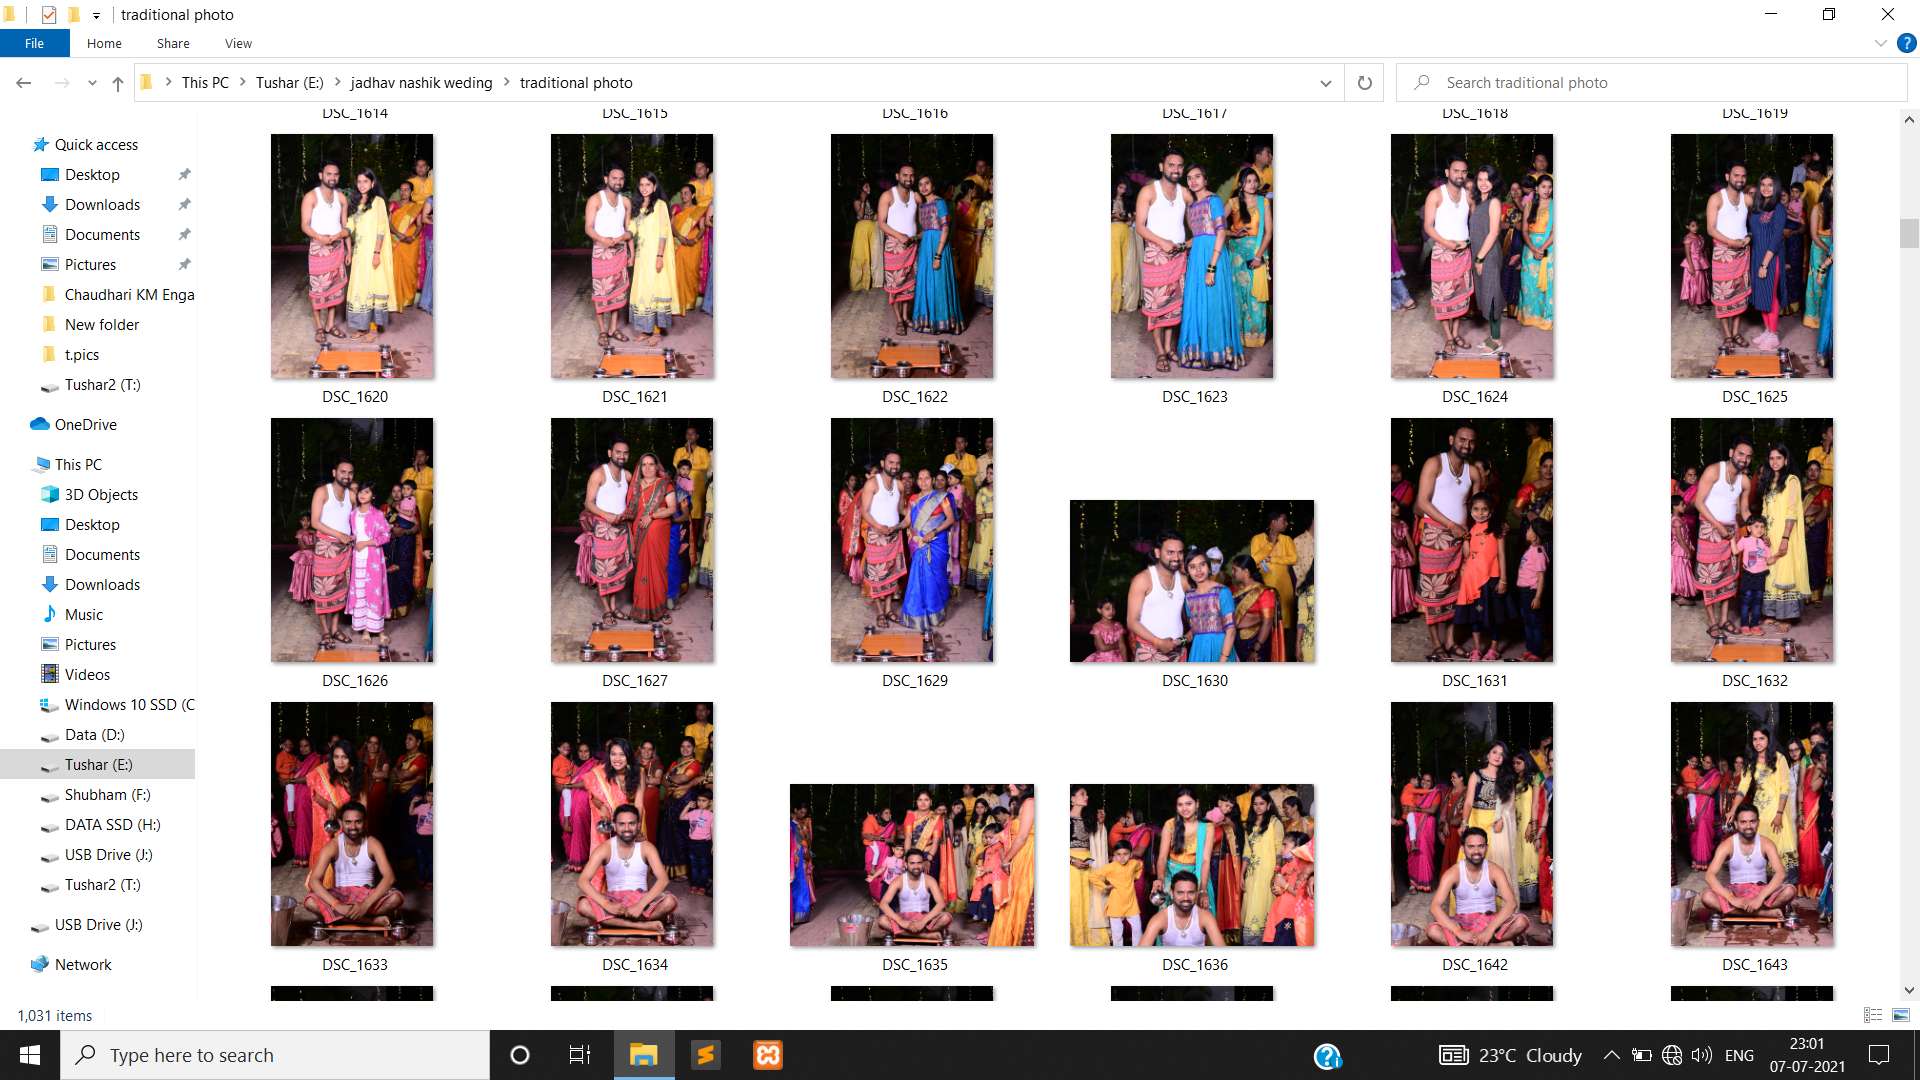 traditional photo
File Home Share View
This PC Tushar (E:) jadhav nashik weding traditional photo
Search traditional photo
Quick access
Desktop
Downloads
Documents
Pictures
Chaudhari KM Enga
New folder
t.pics
Tushar2 (T:)
OneDrive
This PC
3D Objects
Desktop
Documents
Downloads
Music
Pictures
Videos
Windows 10 SSD (C
Data (D:)
Tushar (E:)
Shubham (F:)
DATA SSD (H:)
USB Drive (J:)
Tushar2 (T:)
USB Drive (J:)
Network
DSC_1614 DSC_1615 DSC_1616 DSC_1617 DSC_1618 DSC_1619
DSC_1620 DSC_1621 DSC_1622 DSC_1623 DSC_1624 DSC_1625
DSC_1626 DSC_1627 DSC_1629 DSC_1630 DSC_1631 DSC_1632
DSC_1633 DSC_1634 DSC_1635 DSC_1636 DSC_1642 DSC_1643
1,031 items
Type here to search
23°C Cloudy
ENG
23:01
07-07-2021